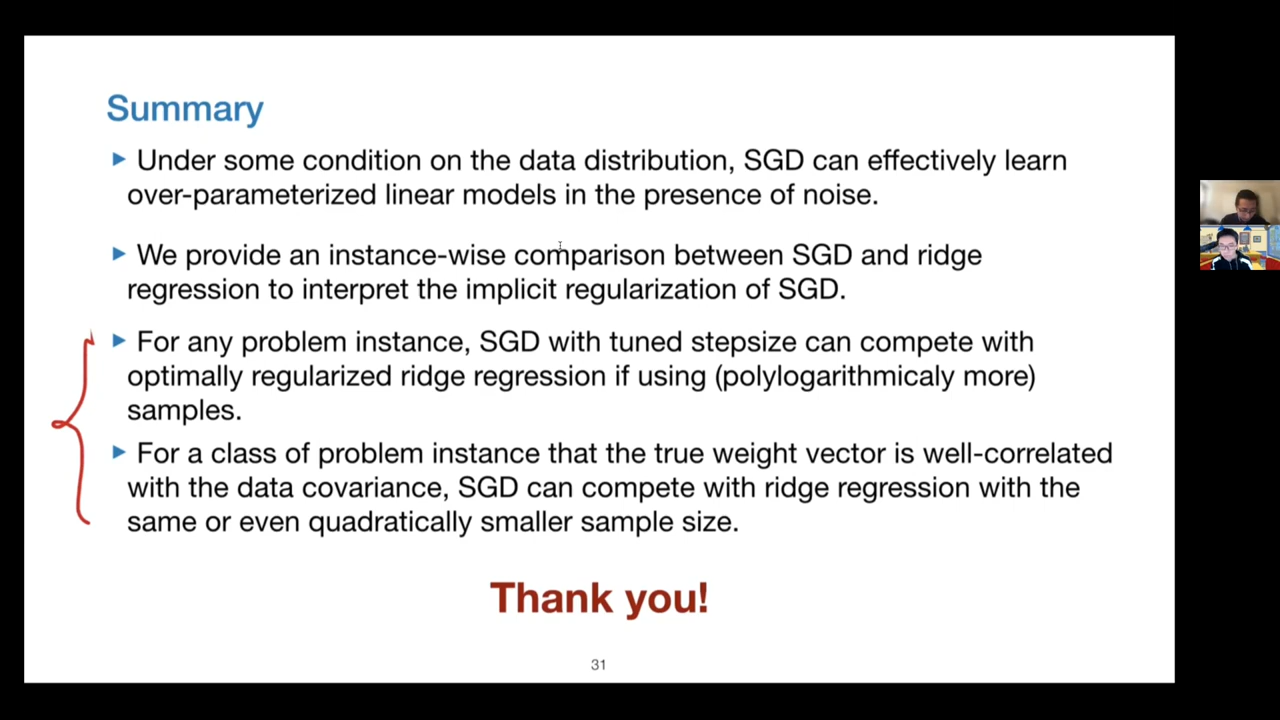 Summary
Under some condition on the data distribution, SGD can effectively learn
over-parameterized linear models in the presence of noise.
We provide an instance-wise comparison between SGD and ridge
regression to interpret the implicit regularization of SGD.
For any problem instance, SGD with tuned stepsize can compete with
optimally regularized ridge regression if using (polylogarithmicaly more)
samples.
For a class of problem instance that the true weight vector is well-correlated
with the data covariance, SGD can compete with ridge regression with the
same or even quadratically smaller sample size.
Thank you!
31